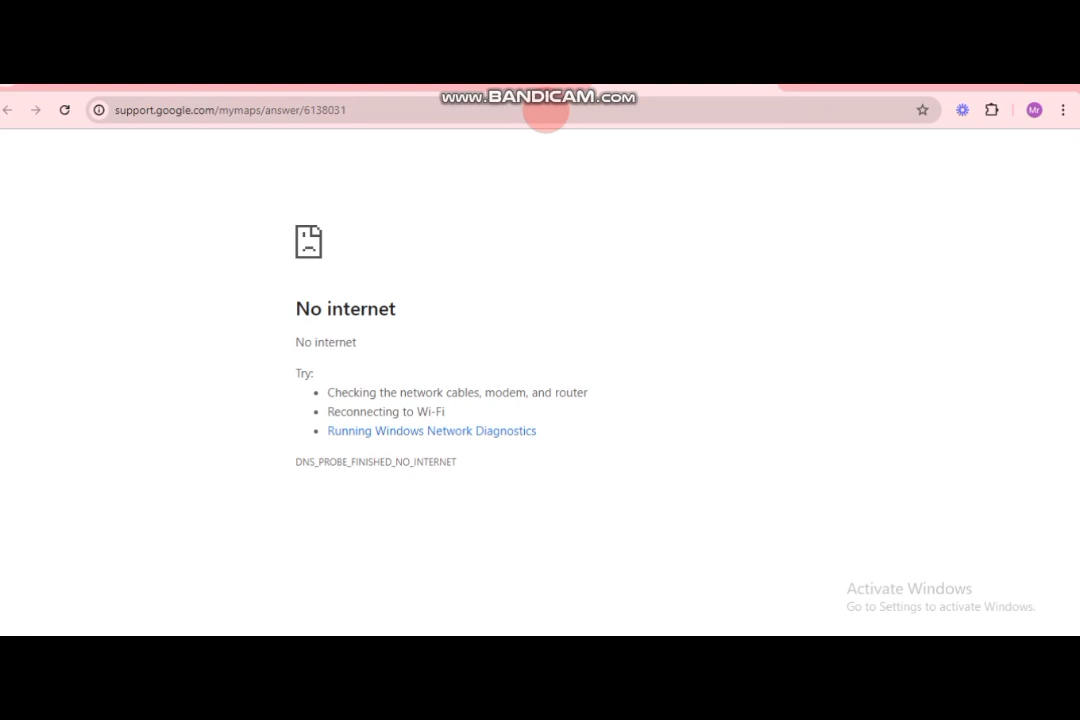 www.BANDICAM.com
support.google.com/mymaps/answer/6138031
Mr
No internet
No internet
Try:
Checking the network cables, modem, and router
Reconnecting to Wi-Fi
Running Windows Network Diagnostics
DNS_PROBE_FINISHED_NO_INTERNET
Activate Windows
Go to Settings to activate Windows.